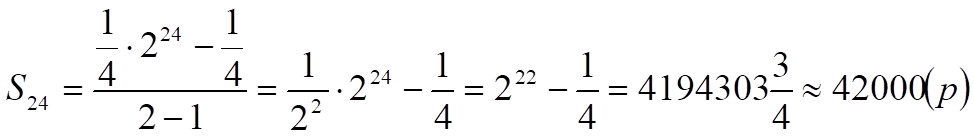 S₂₄ = (1/4 · 2²⁴ − 1/4)/(2 − 1) = 1/2² · 2²⁴ − 1/4 = 2²² − 1/4 = 4194303 3/4 ≈ 42000(p)